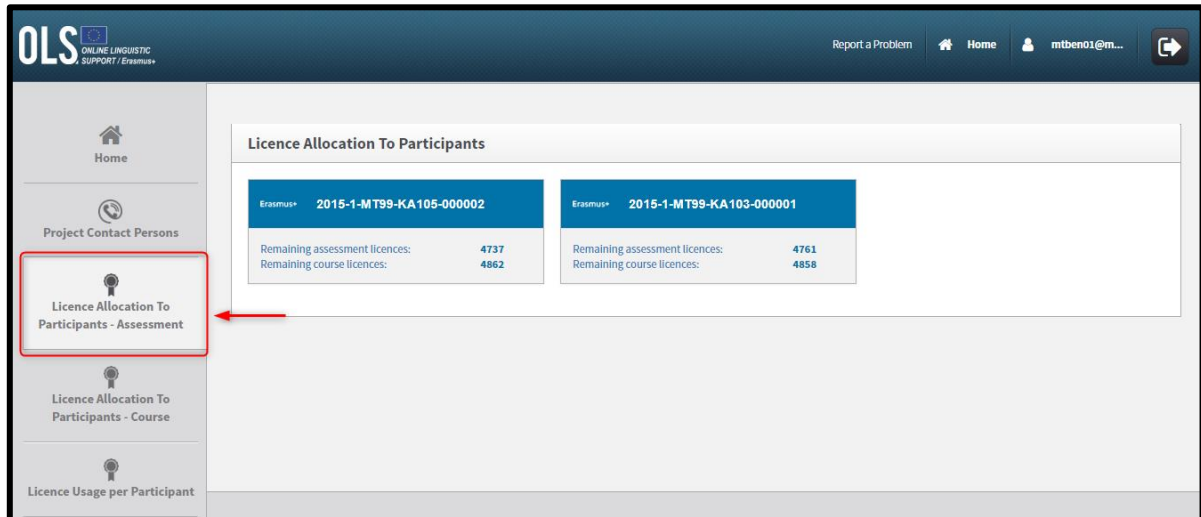 OLS
ONLINE LINGUISTIC
SUPPORT / Erasmus+
Report a Problem
Home
mtben01@m...
Home
Project Contact Persons
Licence Allocation To
Participants - Assessment
Licence Allocation To
Participants - Course
Licence Usage per Participant
Licence Allocation To Participants
Erasmus+ 2015-1-MT99-KA105-000002
Remaining assessment licences: 4737
Remaining course licences: 4862
Erasmus+ 2015-1-MT99-KA103-000001
Remaining assessment licences: 4761
Remaining course licences: 4858